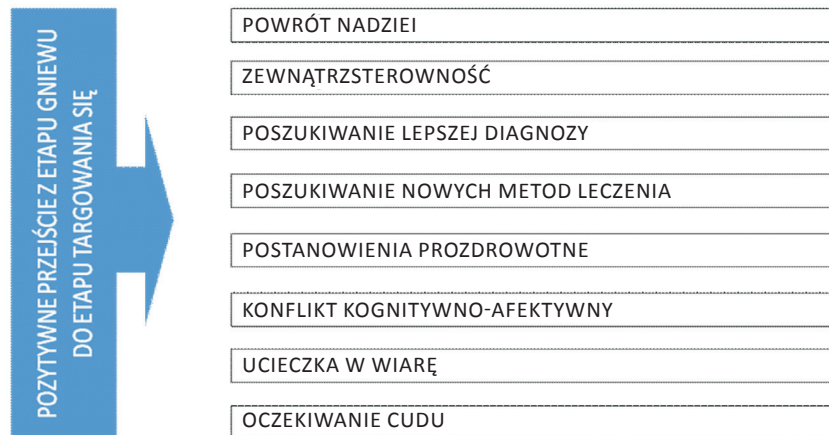 POZYTYWNE PRZEJŚCIE Z ETAPU GNIEWU
DO ETAPU TARGOWANIA SIĘ
POWRÓT NADZIEI
ZEWNĄTRZSTEROWNOŚĆ
POSZUKIWANIE LEPSZEJ DIAGNOZY
POSZUKIWANIE NOWYCH METOD LECZENIA
POSTANOWIENIA PROZDROWOTNE
KONFLIKT KOGNITYWNO-AFEKTYWNY
UCIECZKA W WIARĘ
OCZEKIWANIE CUDU